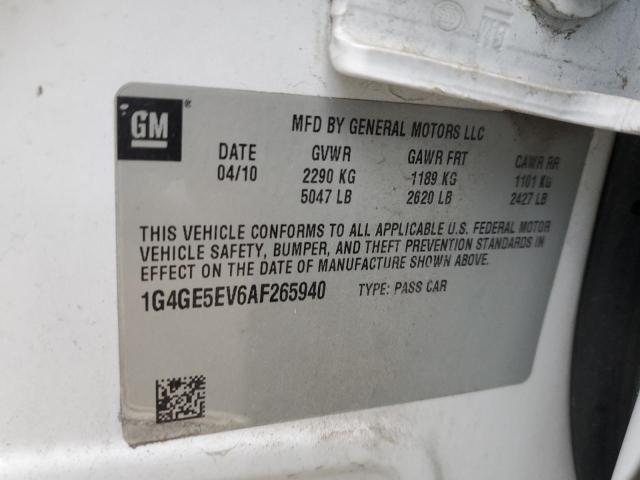 GM ®
MFD BY GENERAL MOTORS LLC
DATE GVWR GAWR FRT GAWR RR
04/10 2290 KG 1189 KG 1101 KG
5047 LB 2620 LB 2427 LB
THIS VEHICLE CONFORMS TO ALL APPLICABLE U.S. FEDERAL MOTOR
VEHICLE SAFETY, BUMPER, AND THEFT PREVENTION STANDARDS IN
EFFECT ON THE DATE OF MANUFACTURE SHOWN ABOVE.
1G4GE5EV6AF265940 TYPE: PASS CAR